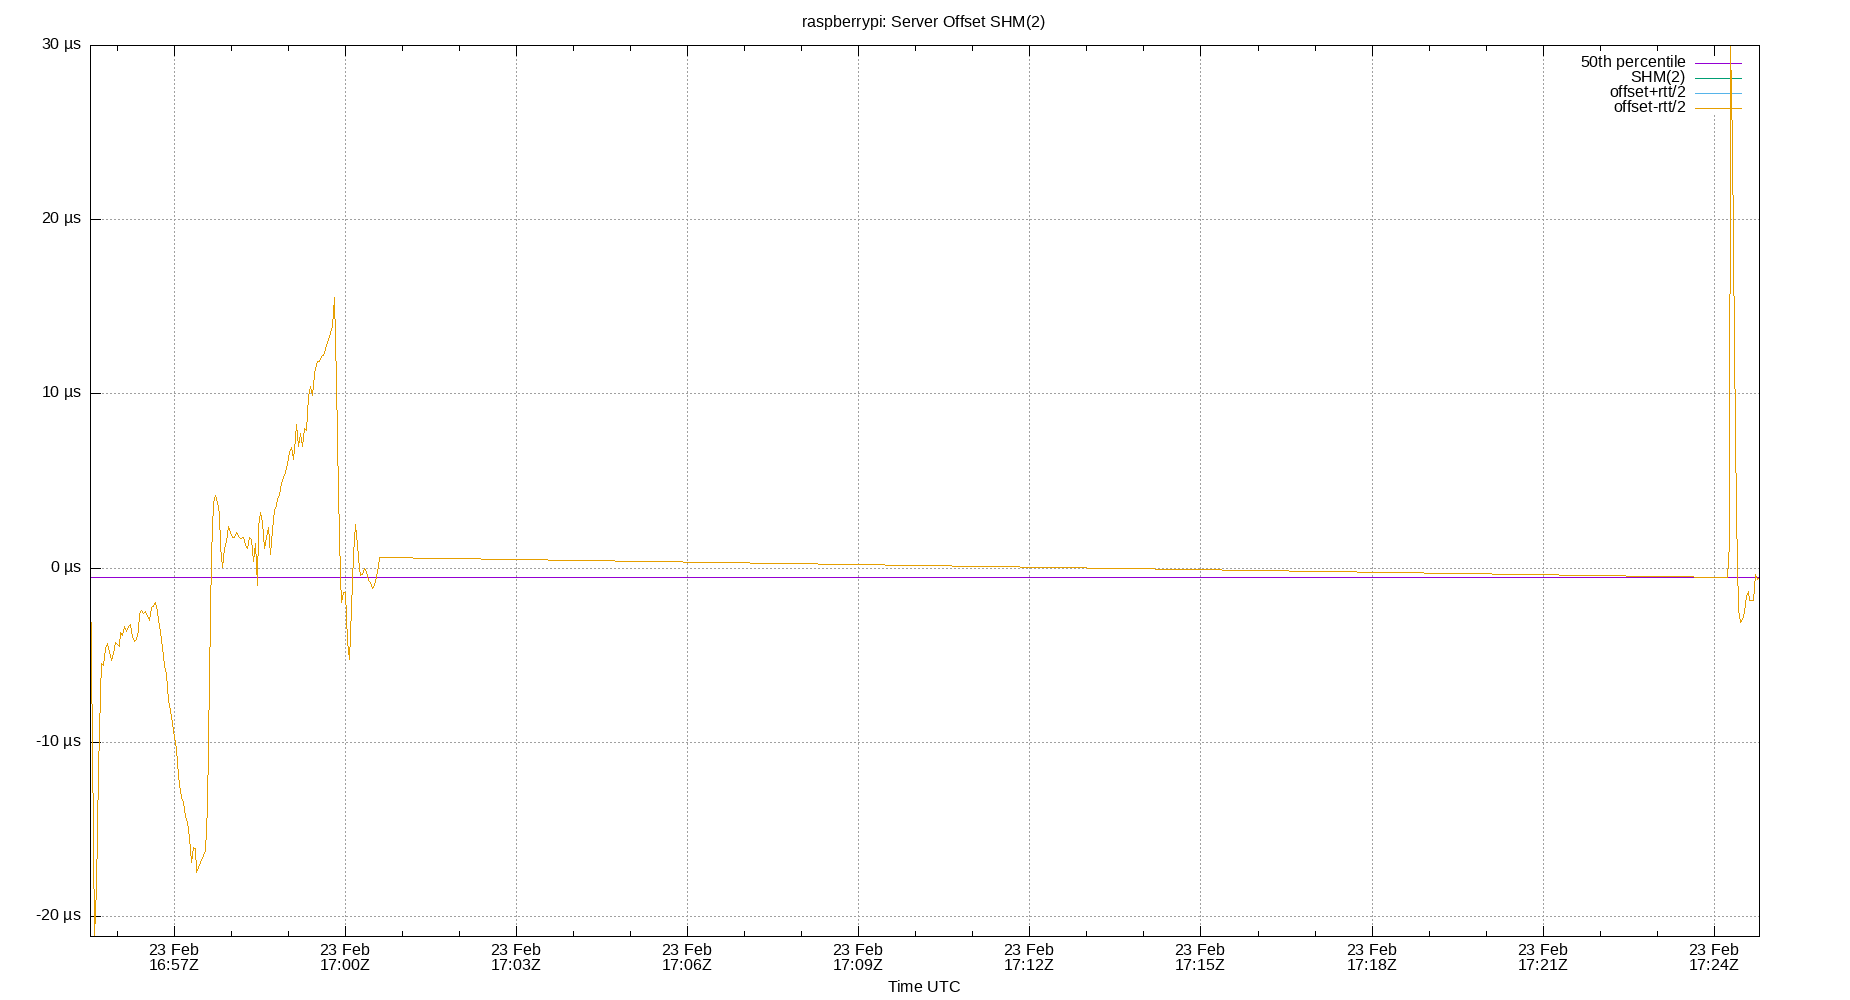 raspberrypi: Server Offset SHM(2)
30 µs
20 µs
10 µs
0 µs
-10 µs
-20 µs
50th percentile
SHM(2)
offset+rtt/2
offset-rtt/2
23 Feb 23 Feb 23 Feb 23 Feb 23 Feb 23 Feb 23 Feb 23 Feb 23 Feb 23 Feb
16:57Z 17:00Z 17:03Z 17:06Z 17:09Z 17:12Z 17:15Z 17:18Z 17:21Z 17:24Z
Time UTC